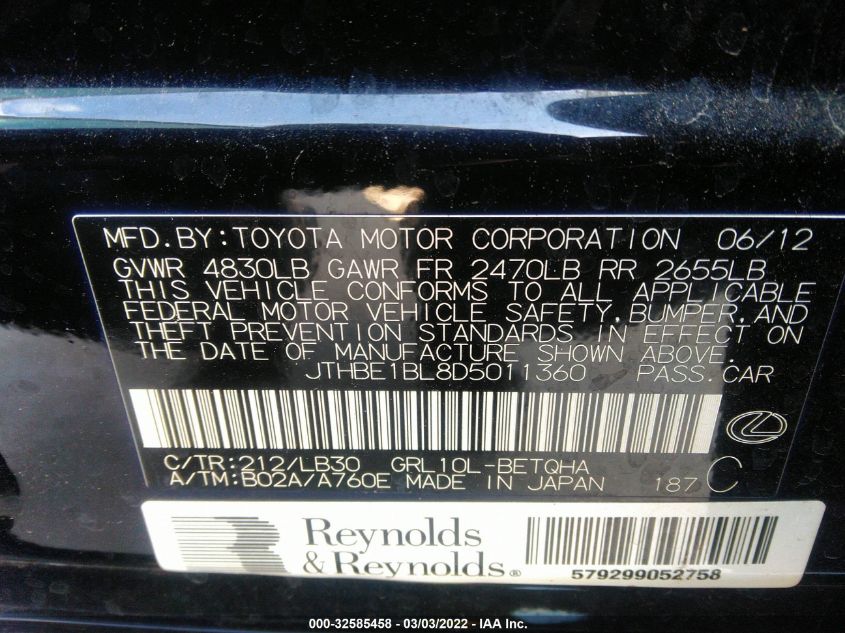 MFD.BY:TOYOTA MOTOR CORPORATION 06/12
GVWR 4830LB GAWR FR 2470LB RR 2655LB
THIS VEHICLE CONFORMS TO ALL APPLICABLE
FEDERAL MOTOR VEHICLE SAFETY,BUMPER,AND
THEFT PREVENTION STANDARDS IN EFFECT ON
THE DATE OF MANUFACTURE SHOWN ABOVE.
JTHBE1BL8D5011360 PASS.CAR
C/TR:212/LB30 GRL10L-BETQHA
A/TM:B02A/A760E MADE IN JAPAN 187 C
Reynolds
& Reynolds®
579299052758
000-32585458 - 03/03/2022 - IAA Inc.